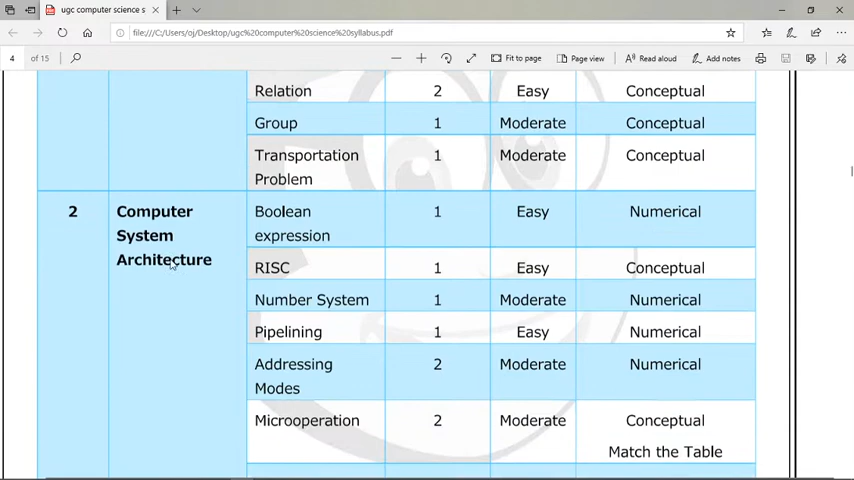 ugc computer science s
file:///C:/Users/oj/Desktop/ugc%20computer%20science%20syllabus.pdf
4 of 15
Fit to page
Page view
Read aloud
Add notes
Relation 2 Easy Conceptual
Group 1 Moderate Conceptual
Transportation 1 Moderate Conceptual
Problem
2 Computer Boolean 1 Easy Numerical
System expression
Architecture RISC 1 Easy Conceptual
Number System 1 Moderate Numerical
Pipelining 1 Easy Numerical
Addressing 2 Moderate Numerical
Modes
Microoperation 2 Moderate Conceptual
Match the Table